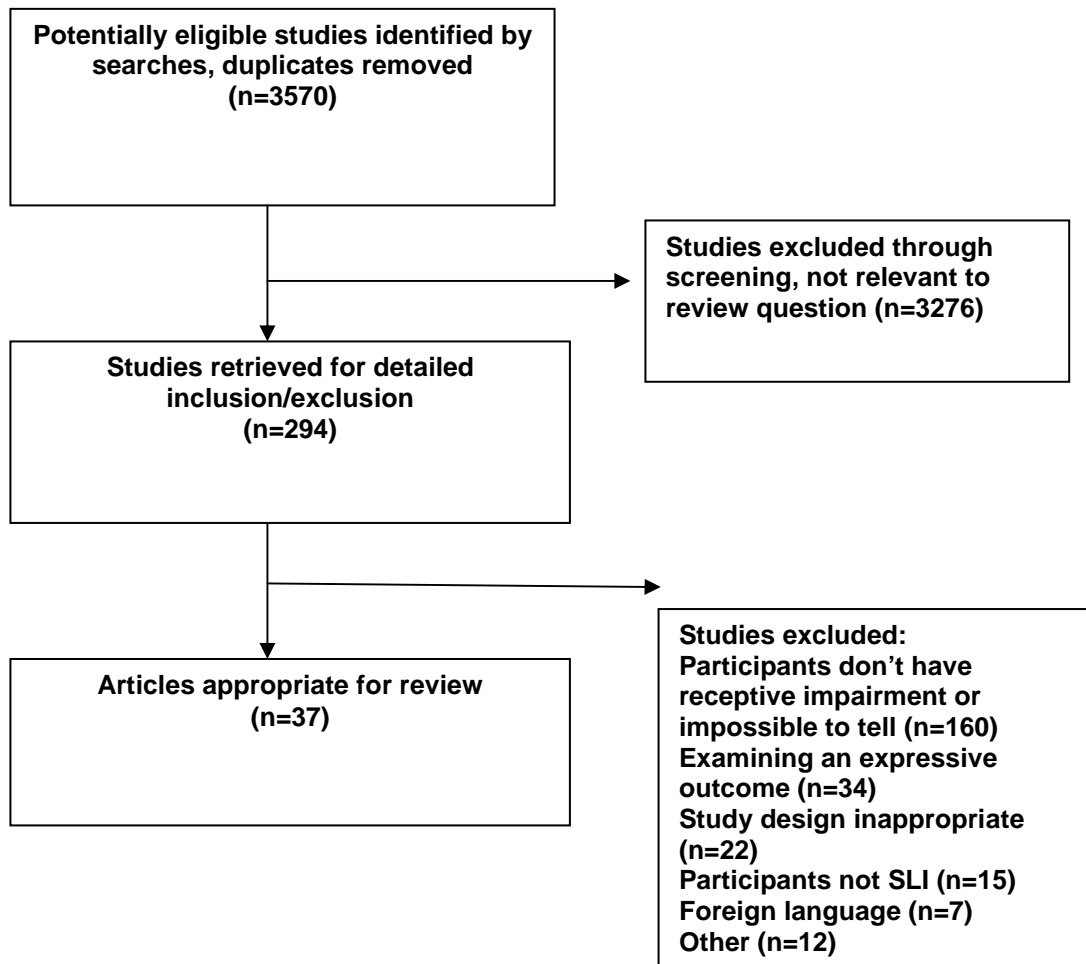 Potentially eligible studies identified by
searches, duplicates removed
(n=3570)
Studies excluded through
screening, not relevant to
review question (n=3276)
Studies retrieved for detailed
inclusion/exclusion
(n=294)
Studies excluded:
Participants don’t have
receptive impairment or
impossible to tell (n=160)
Examining an expressive
outcome (n=34)
Study design inappropriate
(n=22)
Participants not SLI (n=15)
Foreign language (n=7)
Other (n=12)
Articles appropriate for review
(n=37)